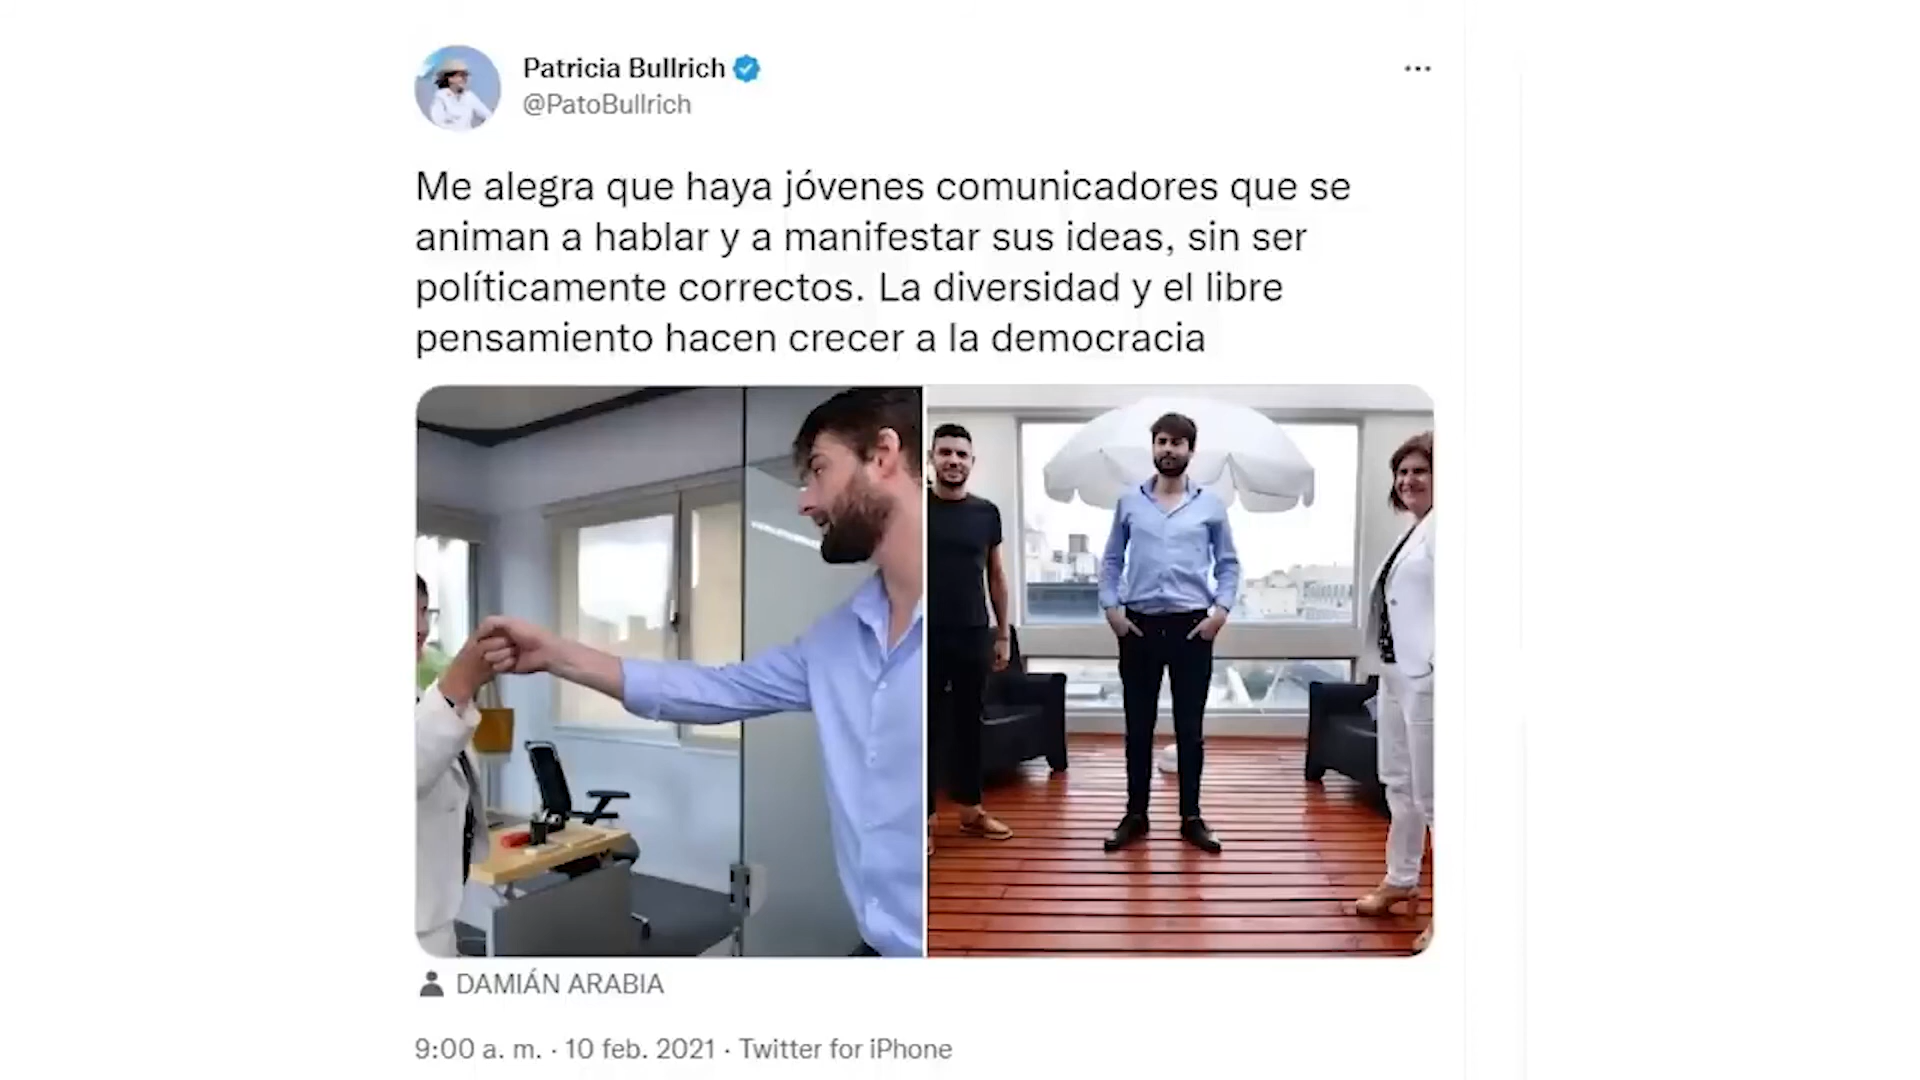 Patricia Bullrich
@PatoBullrich
Me alegra que haya jóvenes comunicadores que se
animan a hablar y a manifestar sus ideas, sin ser
políticamente correctos. La diversidad y el libre
pensamiento hacen crecer a la democracia
DAMIÁN ARABIA
9:00 a. m. · 10 feb. 2021 · Twitter for iPhone